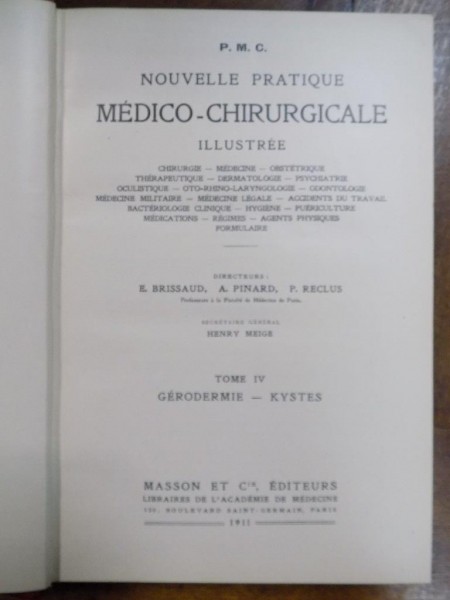 P. M. C.
NOUVELLE PRATIQUE
MÉDICO-CHIRURGICALE
ILLUSTRÉE
CHIRURGIE — MÉDECINE — OBSTÉTRIQUE
THÉRAPEUTIQUE — DERMATOLOGIE — PSYCHIATRIE
OCULISTIQUE — OTO-RHINO-LARYNGOLOGIE — ODONTOLOGIE
MÉDECINE MILITAIRE — MÉDECINE LÉGALE — ACCIDENTS DU TRAVAIL
BACTÉRIOLOGIE CLINIQUE — HYGIÈNE — PUÉRICULTURE
MÉDICATIONS — RÉGIMES — AGENTS PHYSIQUES
FORMULAIRE
DIRECTEURS :
E. BRISSAUD, A. PINARD, P. RECLUS
Professeurs à la Faculté de Médecine de Paris.
SECRÉTAIRE GÉNÉRAL
HENRY MEIGE
TOME IV
GÉRODERMIE — KYSTES
MASSON ET Cie, ÉDITEURS
LIBRAIRES DE L'ACADÉMIE DE MÉDECINE
120, BOULEVARD SAINT-GERMAIN, PARIS
1911